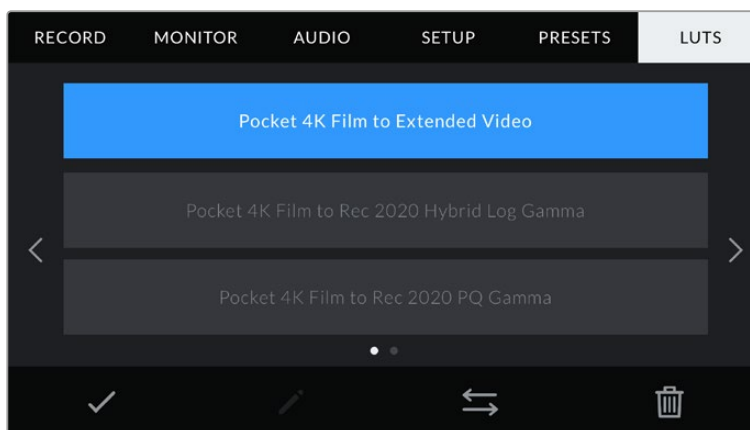 RECORD MONITOR AUDIO SETUP PRESETS LUTS
Pocket 4K Film to Extended Video
Pocket 4K Film to Rec 2020 Hybrid Log Gamma
Pocket 4K Film to Rec 2020 PQ Gamma